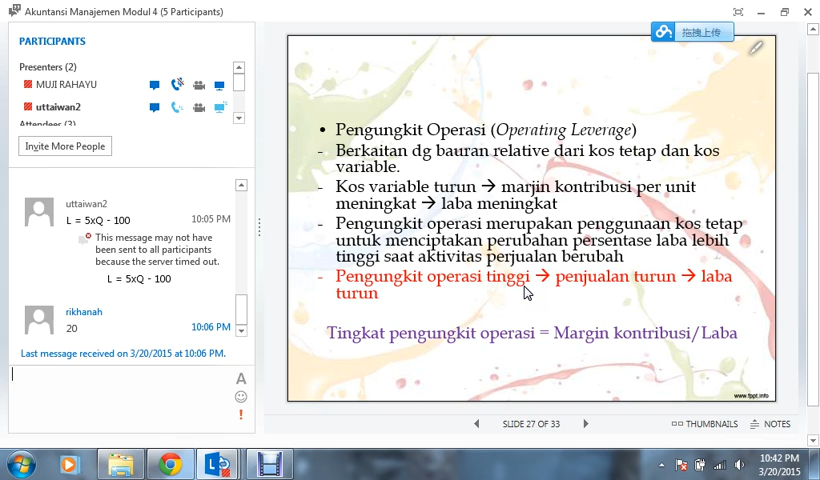 Akuntansi Manajemen Modul 4 (5 Participants)
PARTICIPANTS
Presenters (2)
MUJI RAHAYU
uttaiwan2
Attendees (3)
Invite More People
uttaiwan2
L = 5xQ - 100
10:05 PM
This message may not have
been sent to all participants
because the server timed out.
L = 5xQ - 100
rikhanah
20
10:06 PM
Last message received on 3/20/2015 at 10:06 PM.
A
拖拽上传
• Pengungkit Operasi (Operating Leverage)
- Berkaitan dg bauran relative dari kos tetap dan kos
variable.
- Kos variable turun → marjin kontribusi per unit
meningkat → laba meningkat
- Pengungkit operasi merupakan penggunaan kos tetap
untuk menciptakan perubahan persentase laba lebih
tinggi saat aktivitas perjualan berubah
- Pengungkit operasi tinggi → penjualan turun → laba
turun
Tingkat pengungkit operasi = Margin kontribusi/Laba
www.fppt.info
SLIDE 27 OF 33
THUMBNAILS
NOTES
10:42 PM
3/20/2015